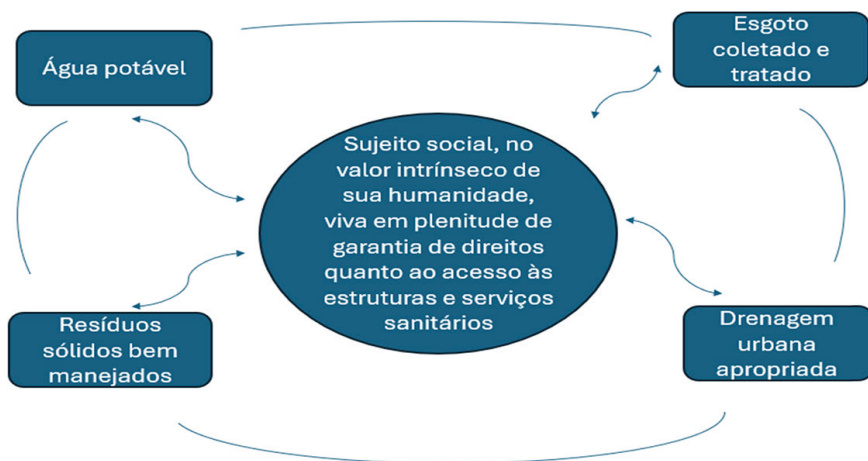 Água potável
Esgoto
coletado e
tratado
Sujeito social, no
valor intrínseco de
sua humanidade,
viva em plenitude de
garantia de direitos
quanto ao acesso às
estruturas e serviços
sanitários
Resíduos
sólidos bem
manejados
Drenagem
urbana
apropriada